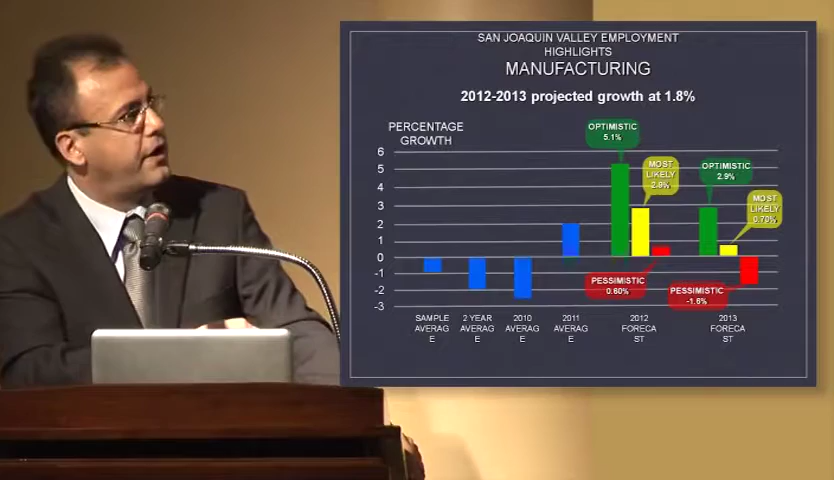 SAN JOAQUIN VALLEY EMPLOYMENT
HIGHLIGHTS
MANUFACTURING
2012-2013 projected growth at 1.8%
PERCENTAGE
GROWTH
6
5
4
3
2
1
0
-1
-2
-3
OPTIMISTIC
5.1%
MOST
LIKELY
2.9%
PESSIMISTIC
0.60%
OPTIMISTIC
2.9%
MOST
LIKELY
0.70%
PESSIMISTIC
-1.6%
SAMPLE
AVERAG
E
2 YEAR
AVERAG
E
2010
AVERAG
E
2011
AVERAG
E
2012
FORECA
ST
2013
FORECA
ST